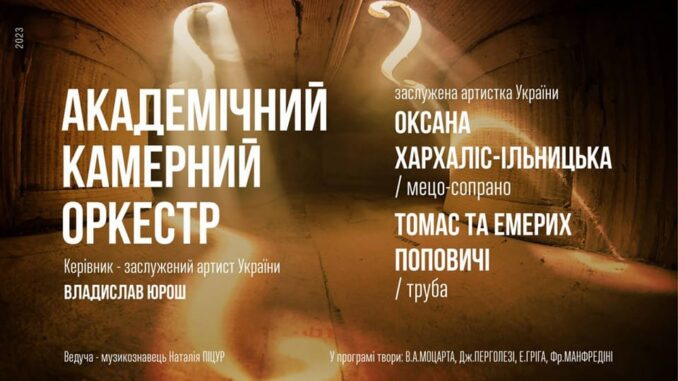 2023
АКАДЕМІЧНИЙ
КАМЕРНИЙ
ОРКЕСТР
Керівник - заслужений артист України
ВЛАДИСЛАВ ЮРОШ
заслужена артистка України
ОКСАНА
ХАРХАЛІС-ІЛЬНИЦЬКА
/ мецо-сопрано
ТОМАС ТА ЕМЕРИХ
ПОПОВИЧІ
/ труба
Ведуча - музикознавець Наталія ПІЦУР
У програмі твори: В.А.МОЦАРТА, Дж.ПЕРГОЛЕЗІ, Е.ГРІГА, Фр.МАНФРЕДІНІ